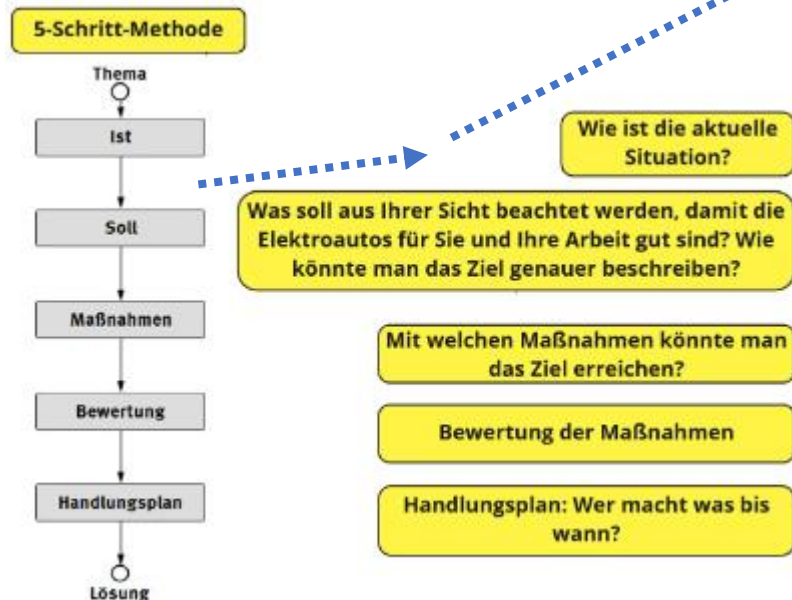 5-Schritt-Methode
Thema
Ist
Wie ist die aktuelle
Situation?
Soll
Was soll aus Ihrer Sicht beachtet werden, damit die
Elektroautos für Sie und Ihre Arbeit gut sind? Wie
könnte man das Ziel genauer beschreiben?
Maßnahmen
Mit welchen Maßnahmen könnte man
das Ziel erreichen?
Bewertung
Bewertung der Maßnahmen
Handlungsplan
Handlungsplan: Wer macht was bis
wann?
Lösung